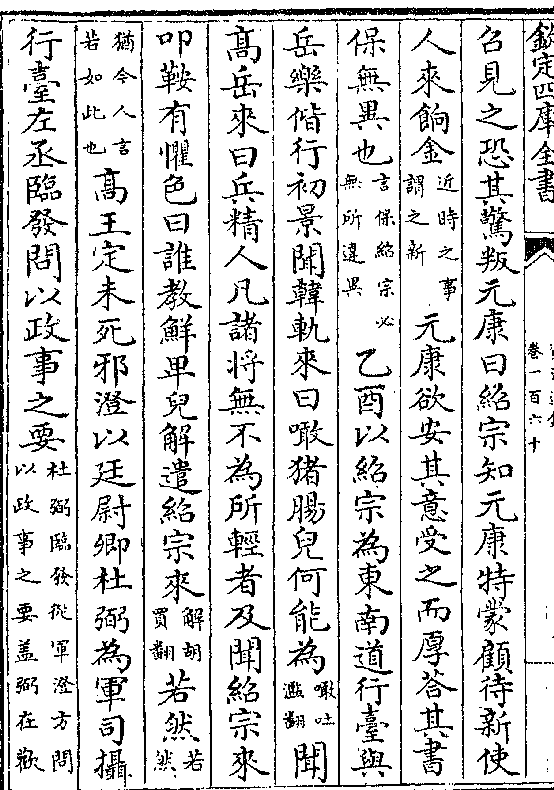 欽定四庫全書
卷一百六十
召見之恐其驚叛元康曰紹宗知元康特蒙顧待新使
人來餉金近時之事謂之新元康欲安其意受之而厚答其書
保無異也言保紹宗必無所違異乙酉以紹宗為東南道行臺與
岳樂偕行初景聞韓軌來曰噉猪腸兒何能為噉吐濫翻聞
高岳來曰兵精人凡諸將無不為所輕者及聞紹宗來
叩鞍有懼色曰誰教鮮卑兒解遣紹宗來解胡買翻若然若然
猶今人言若如此也高王定未死邪澄以廷尉卿杜弼為軍司攝
行臺左丞臨發問以政事之要杜弼臨發從軍澄方問以政事之要盖弼在歡